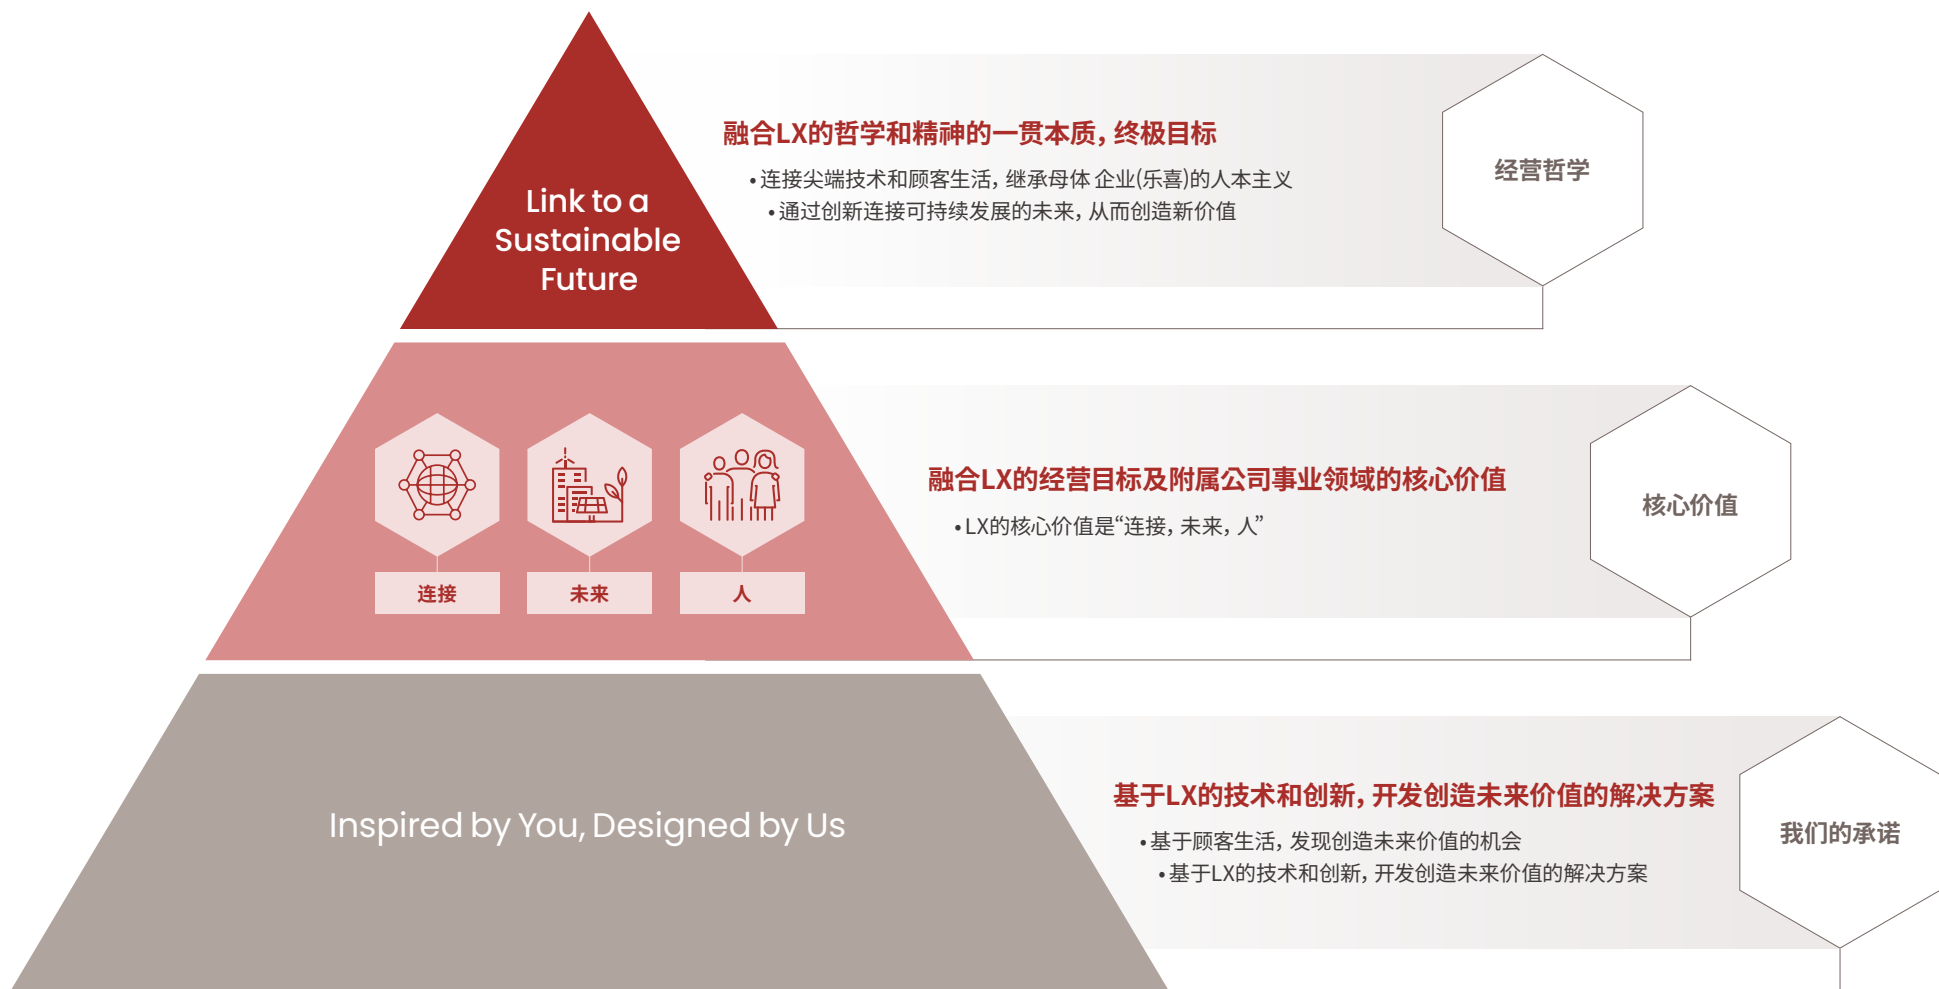 Link to a
Sustainable
Future
融合LX的哲学和精神的一贯本质, 终极目标
• 连接尖端技术和顾客生活, 继承母体 企业(乐喜)的人本主义
• 通过创新连接可持续发展的未来, 从而创造新价值
经营哲学
连接
未来
人
融合LX的经营目标及附属公司事业领域的核心价值
• LX的核心价值是“连接, 未来, 人”
核心价值
Inspired by You, Designed by Us
基于LX的技术和创新, 开发创造未来价值的解决方案
• 基于顾客生活, 发现创造未来价值的机会
• 基于LX的技术和创新, 开发创造未来价值的解决方案
我们的承诺